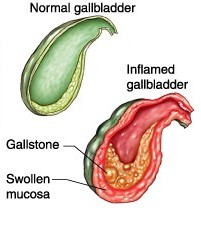 Normal gallbladder
Inflamed
gallbladder
Gallstone
Swollen
mucosa